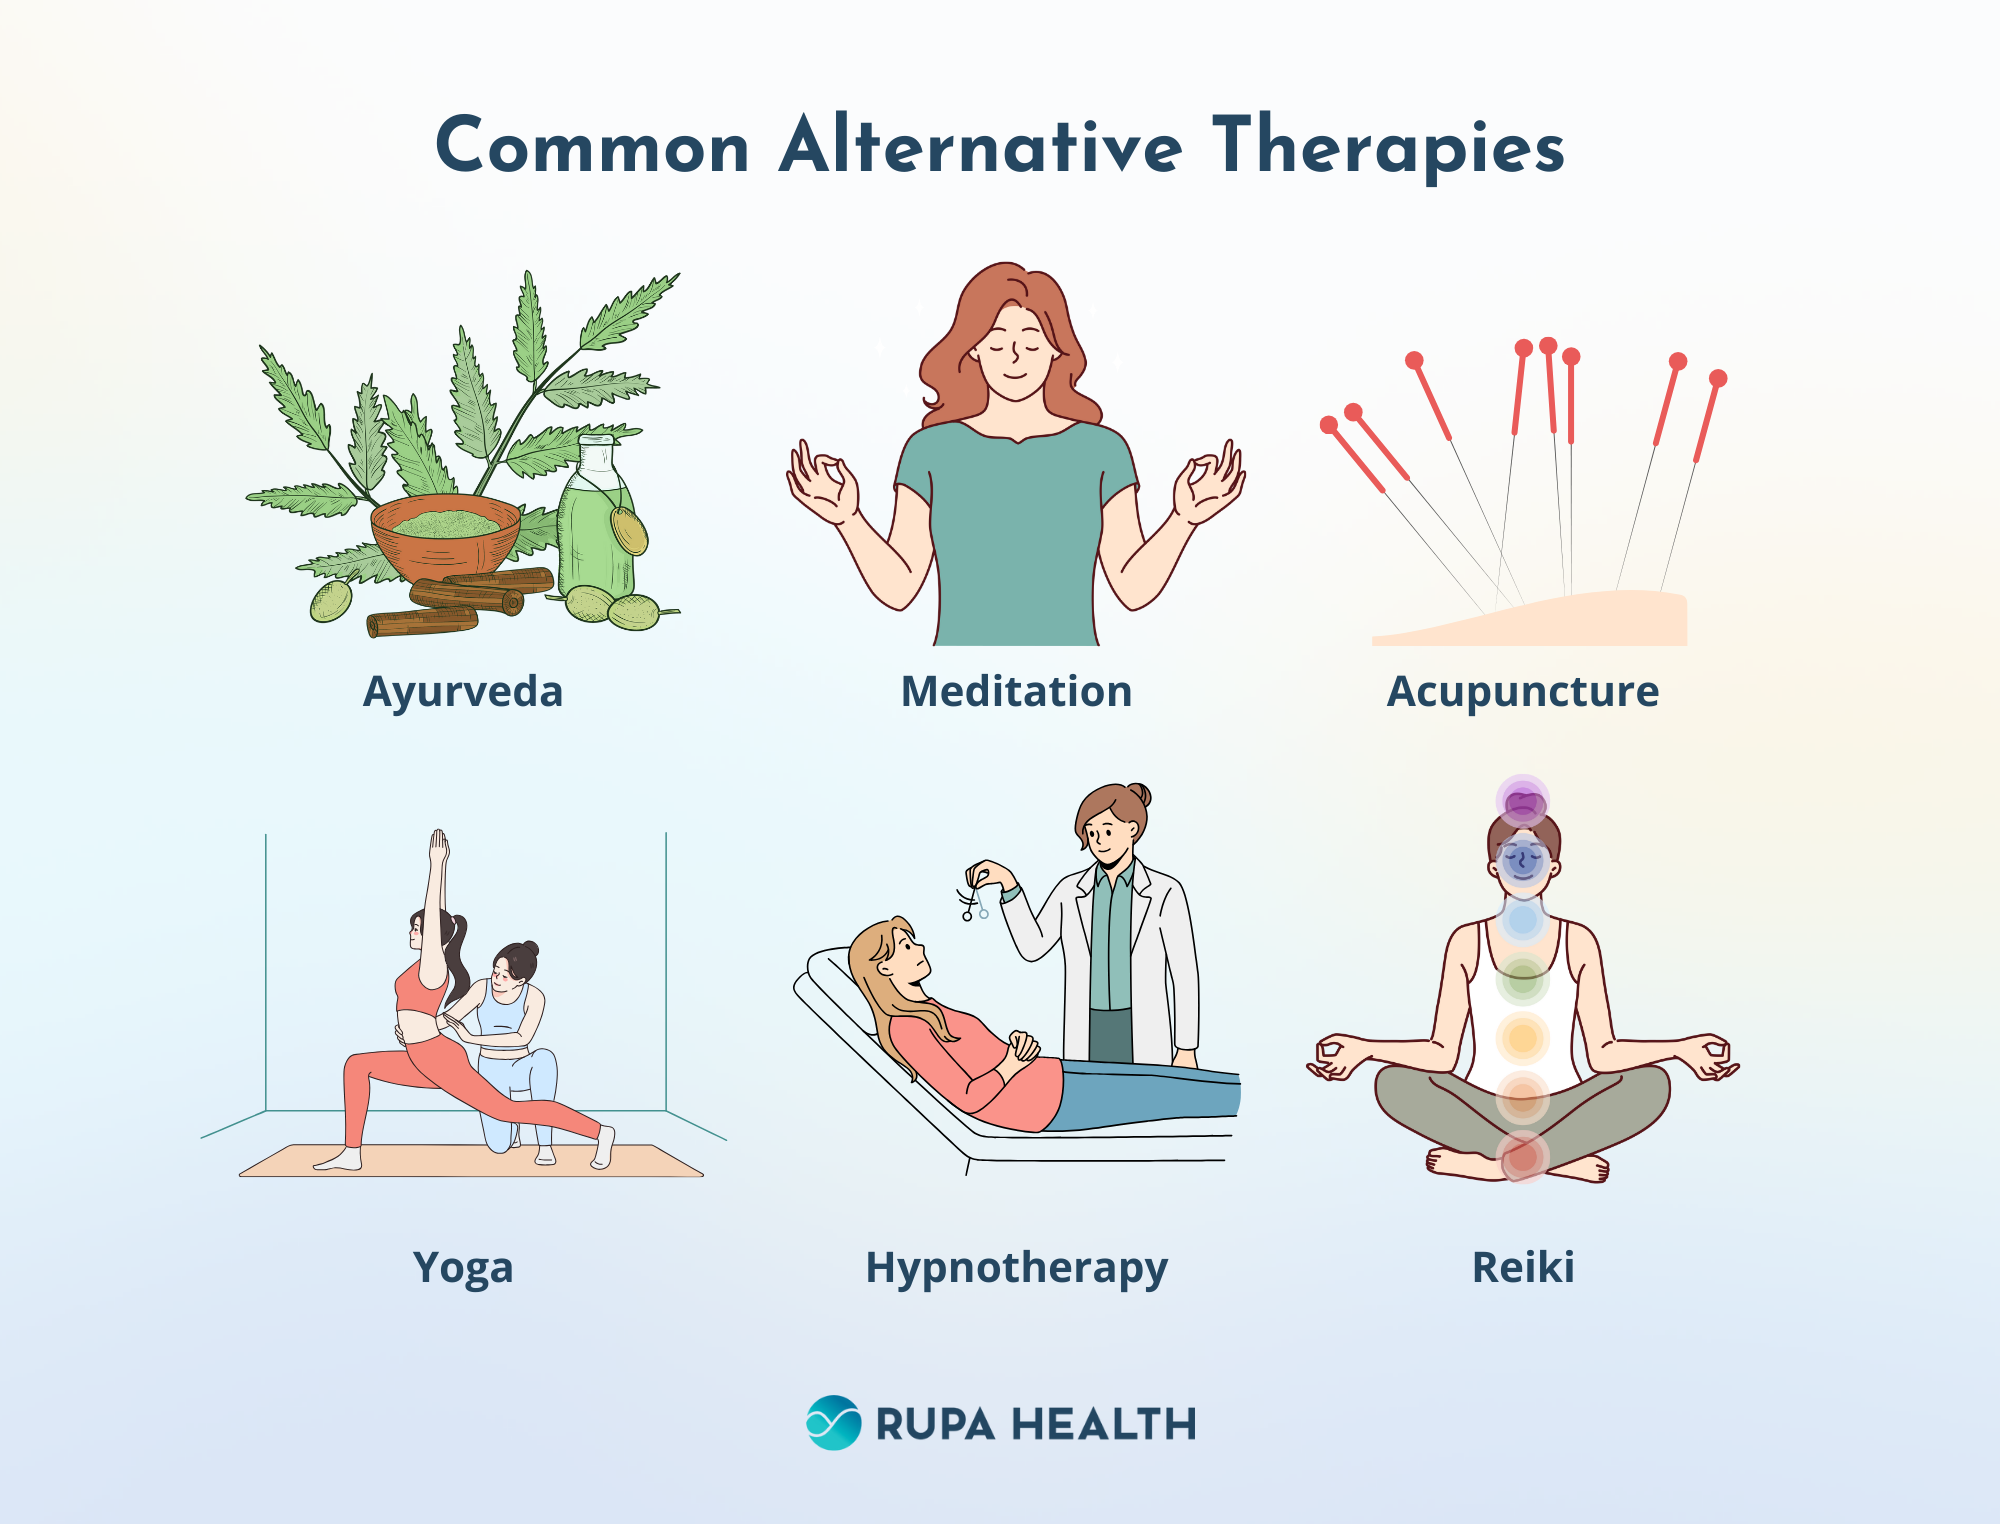 Common Alternative Therapies
Ayurveda
Meditation
Acupuncture
Yoga
Hypnotherapy
Reiki
RUPA HEALTH